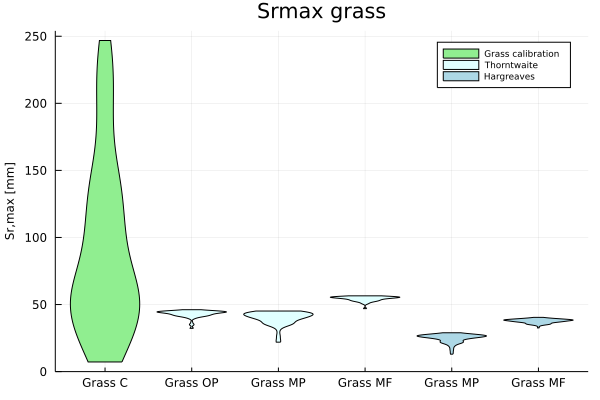 Srmax grass
Grass calibration
Thorntwaite
Hargreaves
Sr,max [mm]
250
200
150
100
50
0
Grass C Grass OP Grass MP Grass MF Grass MP Grass MF